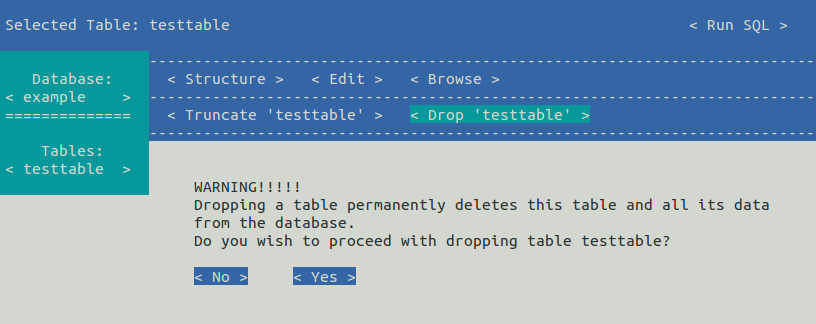 Selected Table: testtable < Run SQL >
Database:
< example >
==============
Tables:
< testtable >
--------------------------------------------------------------------------
< Structure > < Edit > < Browse >
--------------------------------------------------------------------------
< Truncate 'testtable' > < Drop 'testtable' >
--------------------------------------------------------------------------
WARNING!!!!!
Dropping a table permanently deletes this table and all its data
from the database.
Do you wish to proceed with dropping table testtable?
< No > < Yes >